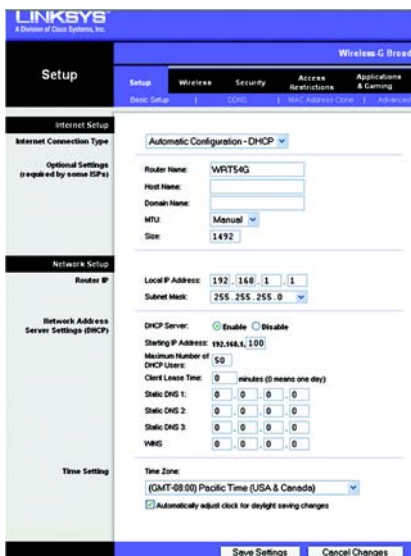 LINKSYS
A Division of Cisco Systems, Inc.
Wireless-G Broad
Setup
Setup Wireless Security Access Restrictions Applications & Gaming
Basic Setup | DDNS | MAC Address Clone | Advanced
Internet Setup
Internet Connection Type
Automatic Configuration - DHCP
Optional Settings
(required by some ISPs)
Router Name: WRT54G
Host Name:
Domain Name:
MTU: Manual
Size: 1492
Network Setup
Router IP
Local IP Address: 192 . 168 . 1 . 1
Subnet Mask: 255.255.255.0
Network Address
Server Settings (DHCP)
DHCP Server: Enable Disable
Starting IP Address: 192.168.1. 100
Maximum Number of
DHCP Users: 50
Client Lease Time: 0 minutes (0 means one day)
Static DNS 1: 0 . 0 . 0 . 0
Static DNS 2: 0 . 0 . 0 . 0
Static DNS 3: 0 . 0 . 0 . 0
WINS 0 . 0 . 0 . 0
Time Setting
Time Zone:
(GMT-08:00) Pacific Time (USA & Canada)
Automatically adjust clock for daylight saving changes
Save Settings Cancel Changes